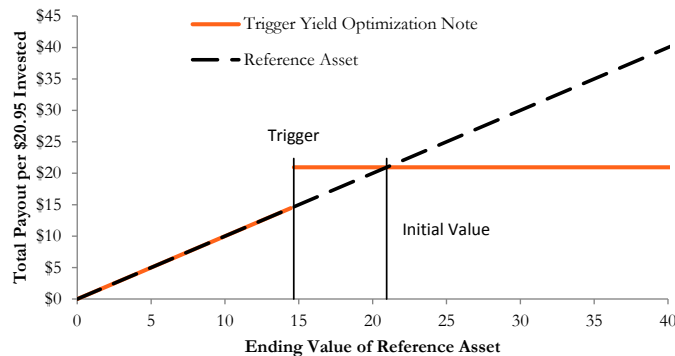 $45
$40
$35
$30
$25
$20
$15
$10
$5
$0
Total Payout per $20.95 Invested
Trigger Yield Optimization Note
Reference Asset
Trigger
Initial Value
0 5 10 15 20 25 30 35 40
Ending Value of Reference Asset